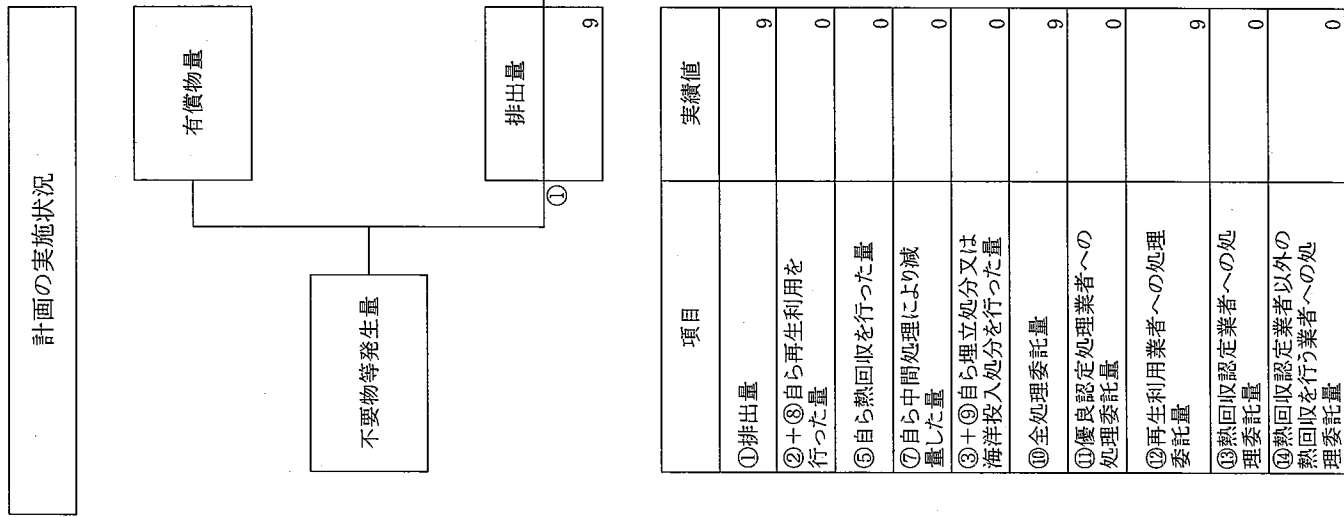 計画の実施状況
不要物等発生量
有償物量
①
排出量
9
項目 実績値
①排出量 9
②+⑧自ら再生利用を
行った量 0
⑤自ら熱回収を行った量 0
⑦自ら中間処理により減
量した量 0
③+⑨自ら埋立処分又は
海洋投入処分を行った量 0
⑩全処理委託量 9
⑪優良認定処理業者への
処理委託量 0
⑫再生利用業者への処理
委託量 9
⑬熱回収認定業者への処
理委託量 0
⑭熱回収認定業者以外の
熱回収を行う業者への処
理委託量 0